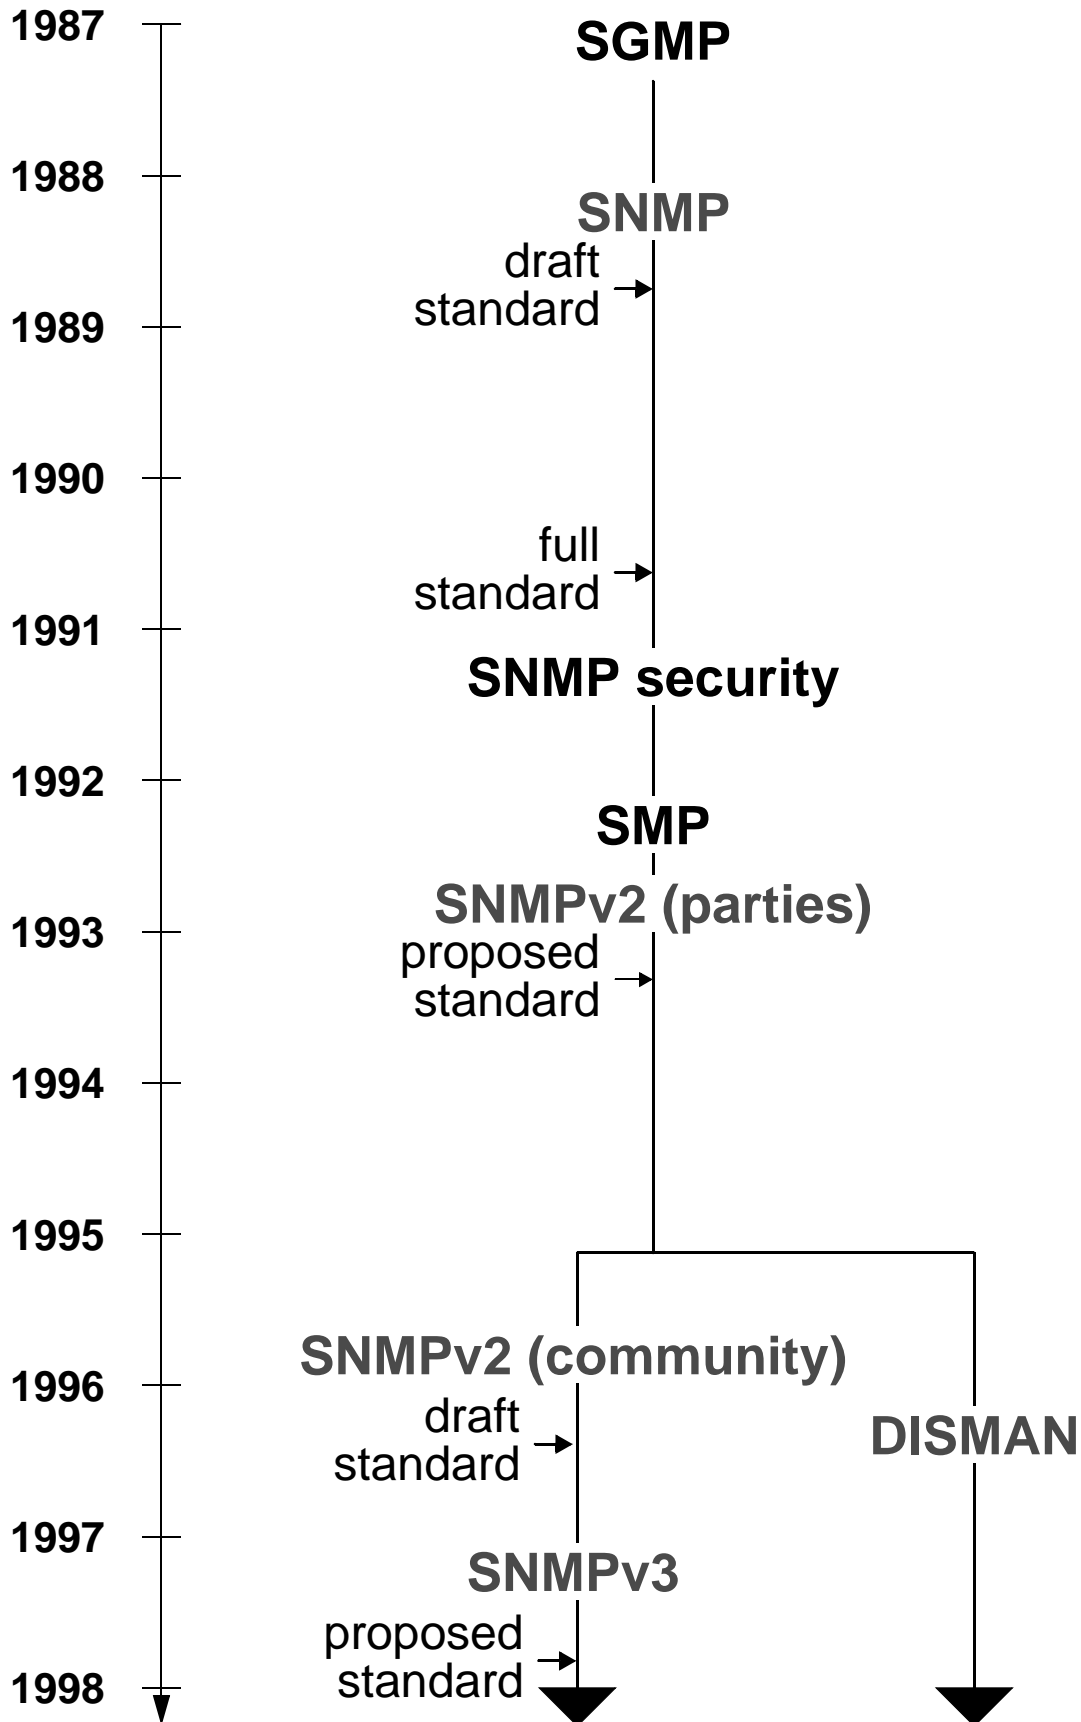 1987
SGMP
1988
SNMP
draft
standard
1989
1990
full
standard
1991
SNMP security
1992
SMP
SNMPv2 (parties)
1993
proposed
standard
1994
1995
SNMPv2 (community)
1996
draft
standard
DISMAN
1997
SNMPv3
proposed
standard
1998